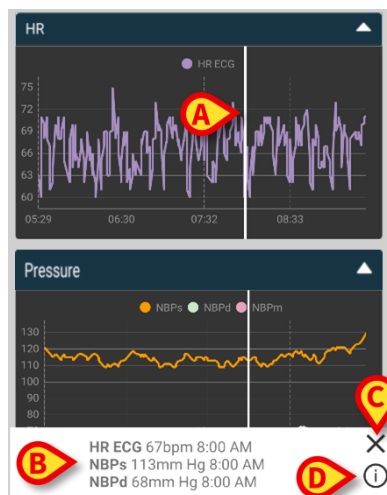 HR
HR ECG
A
75
72
69
66
63
60
05:29 06:30 07:32 08:33
Pressure
NBPs NBPd NBPm
130
120
110
100
90
80
C
B
HR ECG 67bpm 8:00 AM
NBPs 113mm Hg 8:00 AM
NBPd 68mm Hg 8:00 AM
D